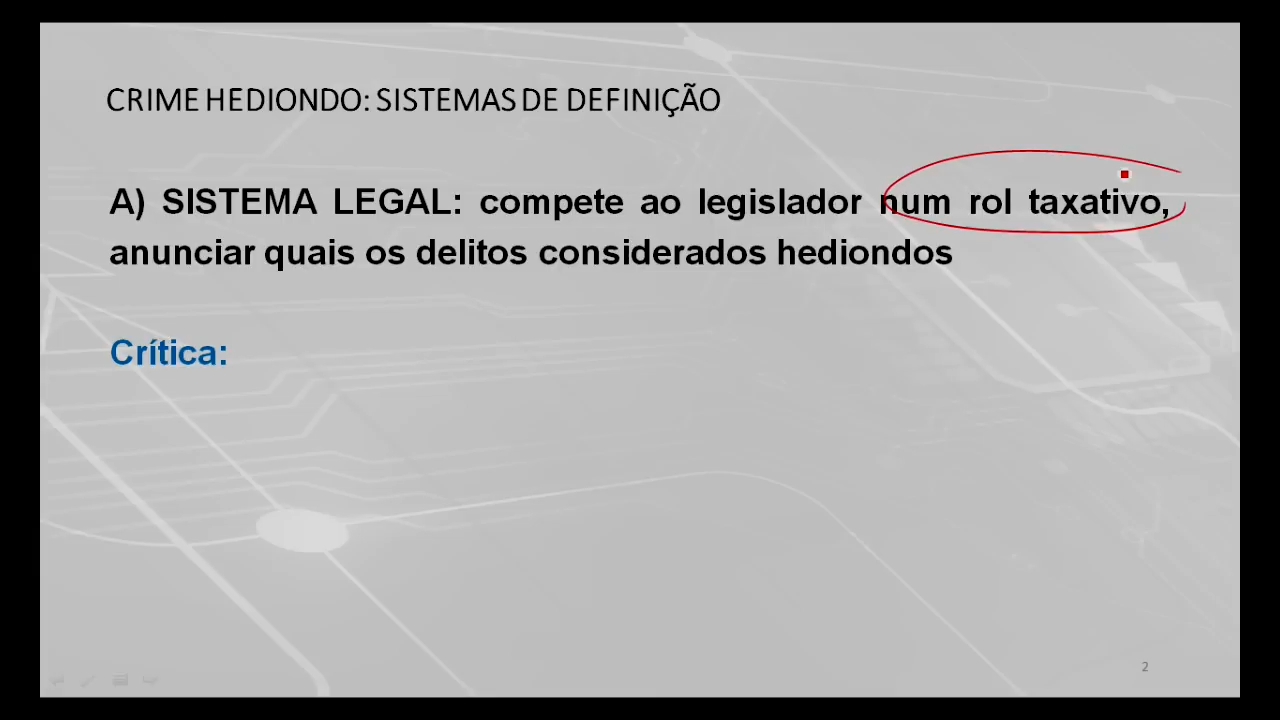 CRIME HEDIONDO: SISTEMAS DE DEFINIÇÃO
A) SISTEMA LEGAL: compete ao legislador num rol taxativo,
anunciar quais os delitos considerados hediondos
Crítica:
2